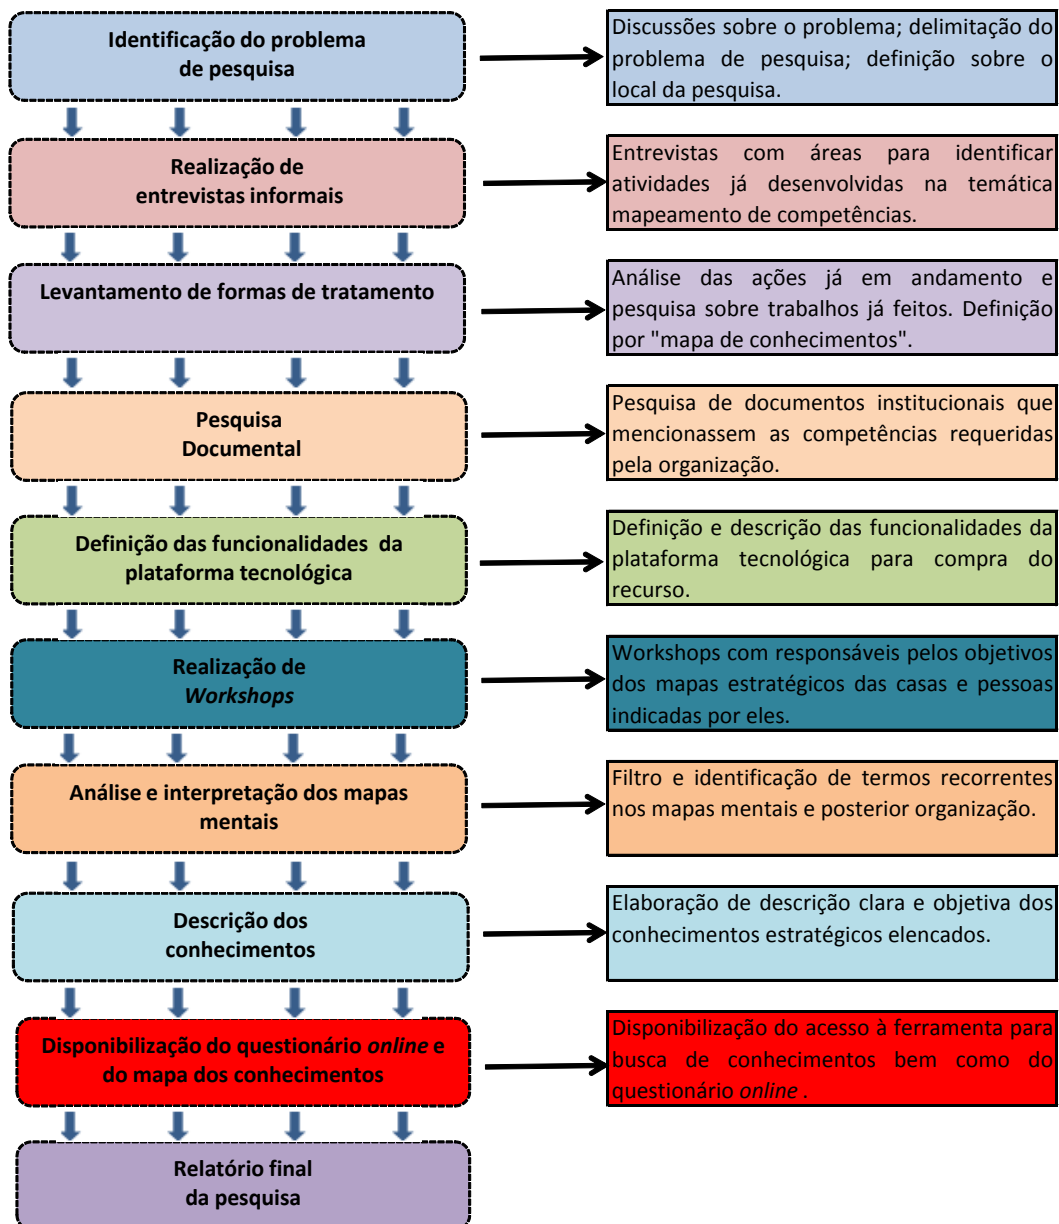 Identificação do problema
de pesquisa
Discussões sobre o problema; delimitação do
problema de pesquisa; definição sobre o
local da pesquisa.
Realização de
entrevistas informais
Entrevistas com áreas para identificar
atividades já desenvolvidas na temática
mapeamento de competências.
Levantamento de formas de tratamento
Análise das ações já em andamento e
pesquisa sobre trabalhos já feitos. Definição
por "mapa de conhecimentos".
Pesquisa
Documental
Pesquisa de documentos institucionais que
mencionassem as competências requeridas
pela organização.
Definição das funcionalidades da
plataforma tecnológica
Definição e descrição das funcionalidades da
plataforma tecnológica para compra do
recurso.
Realização de
Workshops
Workshops com responsáveis pelos objetivos
dos mapas estratégicos das casas e pessoas
indicadas por eles.
Análise e interpretação dos mapas
mentais
Filtro e identificação de termos recorrentes
nos mapas mentais e posterior organização.
Descrição dos
conhecimentos
Elaboração de descrição clara e objetiva dos
conhecimentos estratégicos elencados.
Disponibilização do questionário online e
do mapa dos conhecimentos
Disponibilização do acesso à ferramenta para
busca de conhecimentos bem como do
questionário online .
Relatório final
da pesquisa